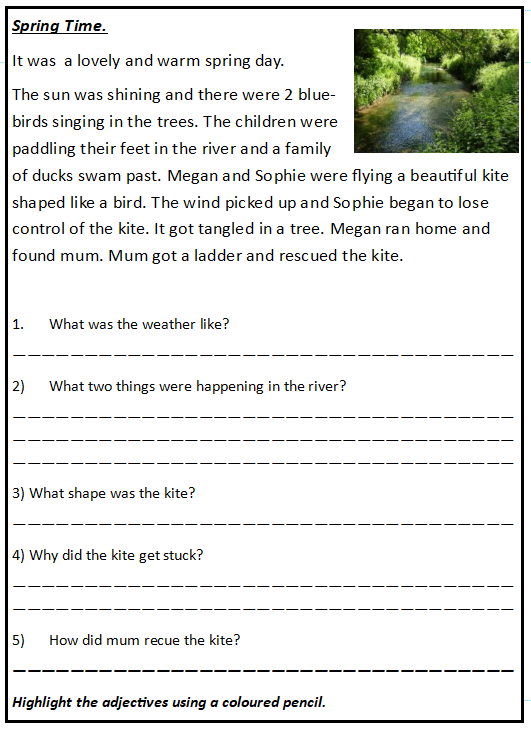 Spring Time.
It was  a lovely and warm spring day.
The sun was shining and there were 2 blue-
birds singing in the trees. The children were
paddling their feet in the river and a family
of ducks swam past. Megan and Sophie were flying a beautiful kite
shaped like a bird. The wind picked up and Sophie began to lose
control of the kite. It got tangled in a tree. Megan ran home and
found mum. Mum got a ladder and rescued the kite.
1. What was the weather like?
2) What two things were happening in the river?
3) What shape was the kite?
4) Why did the kite get stuck?
5) How did mum recue the kite?
Highlight the adjectives using a coloured pencil.